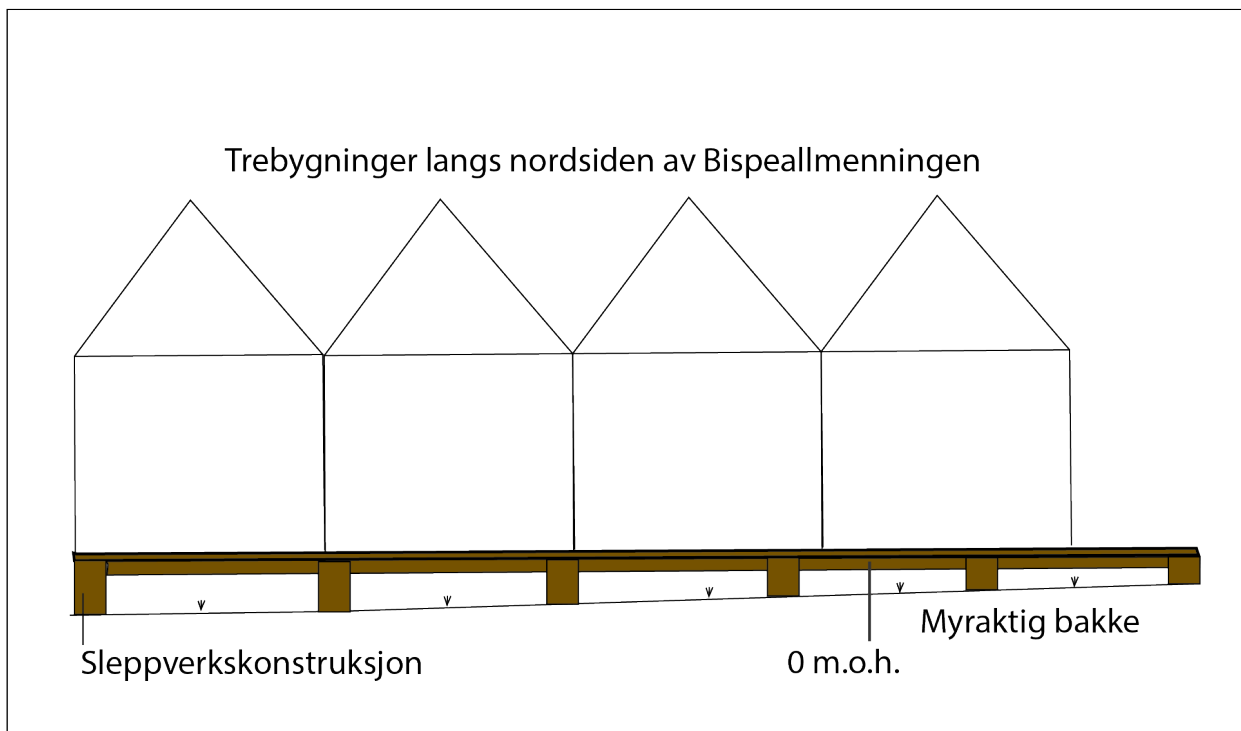 Trebygninger langs nordsiden av Bispeallmenningen
Myraktig bakke
Sleppverkskonstruksjon
0 m.o.h.